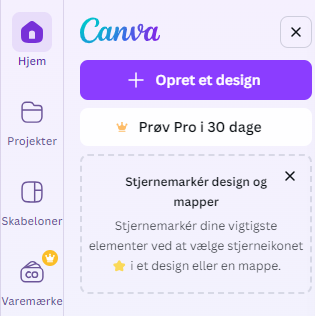 Canva
Hjem
Opret et design
Projekter
Prøv Pro i 30 dage
Stjernemarkér design og
mapper
Stjernemarkér dine vigtigste
elementer ved at vælge stjerneikonet
i et design eller en mappe.
Skabeloner
CO
Varemærke